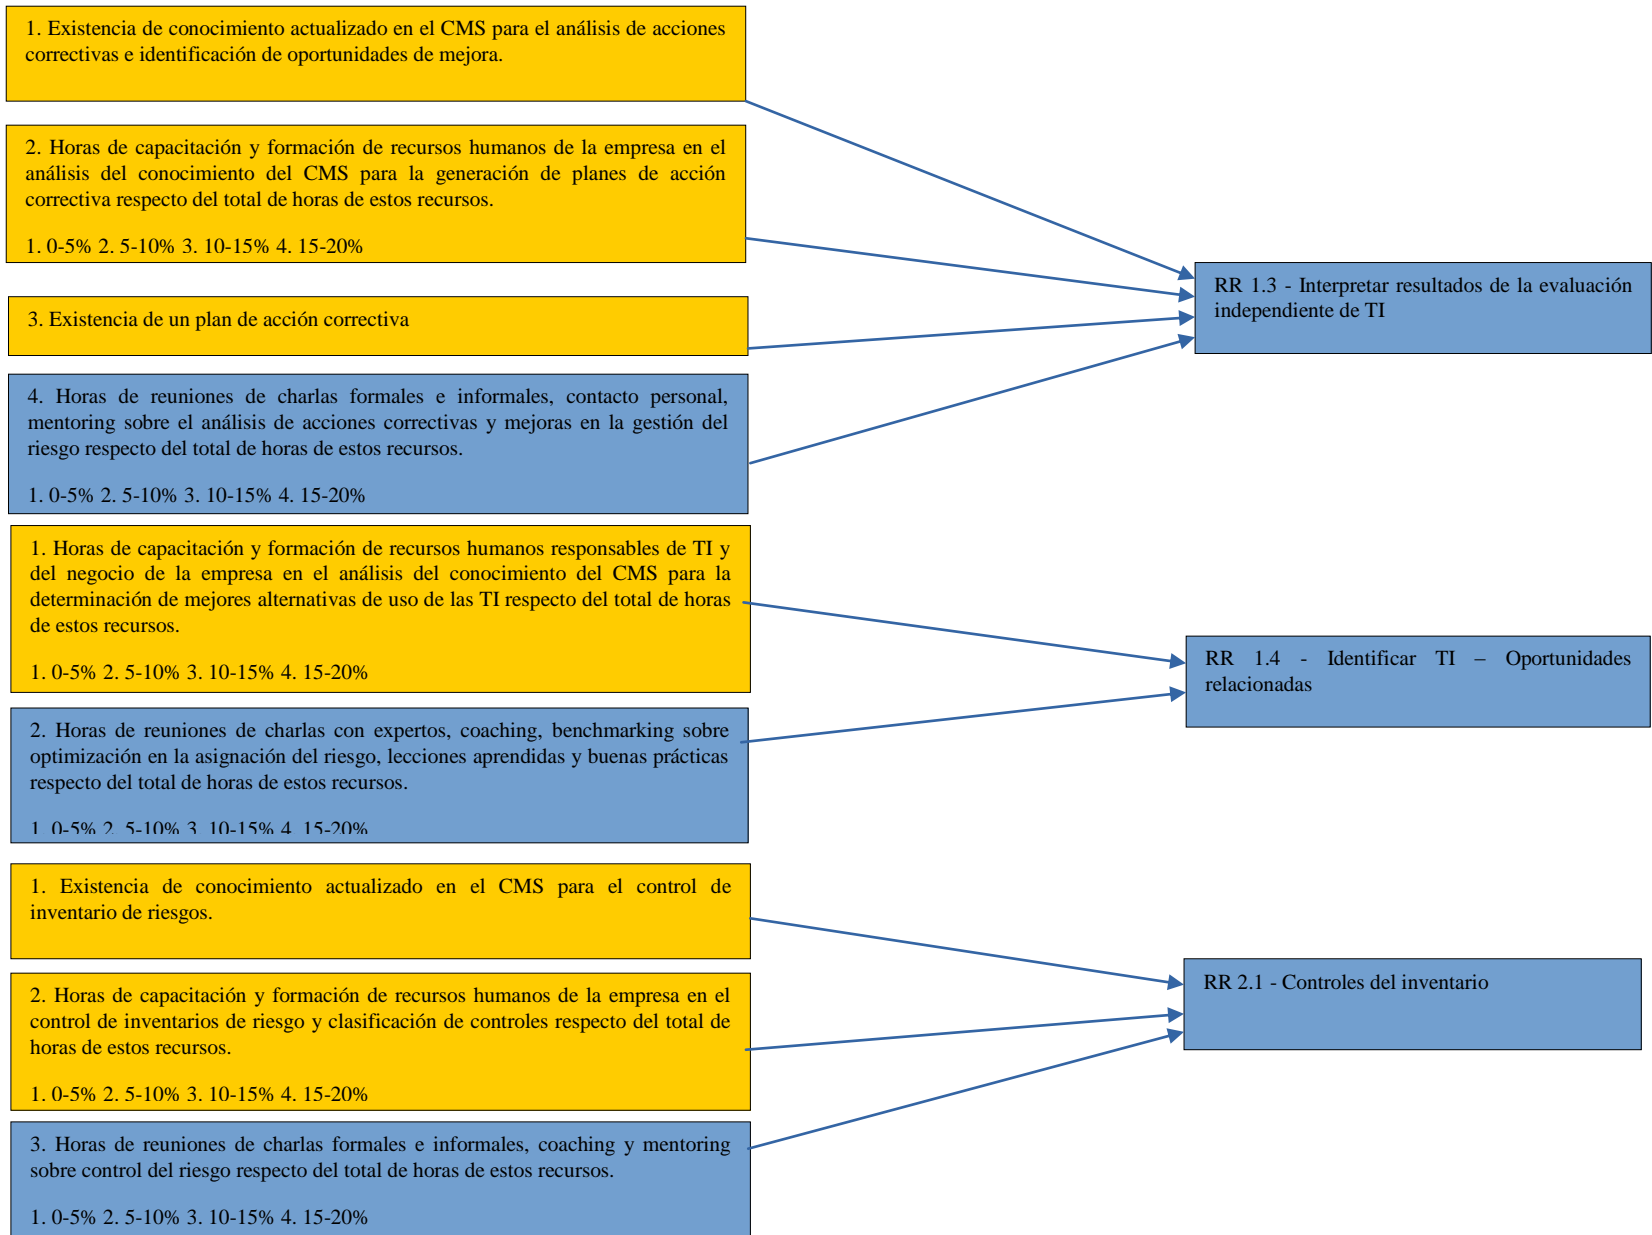 1. Existencia de conocimiento actualizado en el CMS para el análisis de acciones
correctivas e identificación de oportunidades de mejora.
2. Horas de capacitación y formación de recursos humanos de la empresa en el
análisis del conocimiento del CMS para la generación de planes de acción
correctiva respecto del total de horas de estos recursos.
1. 0-5% 2. 5-10% 3. 10-15% 4. 15-20%
3. Existencia de un plan de acción correctiva
4. Horas de reuniones de charlas formales e informales, contacto personal,
mentoring sobre el análisis de acciones correctivas y mejoras en la gestión del
riesgo respecto del total de horas de estos recursos.
1. 0-5% 2. 5-10% 3. 10-15% 4. 15-20%
RR 1.3 - Interpretar resultados de la evaluación
independiente de TI
1. Horas de capacitación y formación de recursos humanos responsables de TI y
del negocio de la empresa en el análisis del conocimiento del CMS para la
determinación de mejores alternativas de uso de las TI respecto del total de horas
de estos recursos.
1. 0-5% 2. 5-10% 3. 10-15% 4. 15-20%
2. Horas de reuniones de charlas con expertos, coaching, benchmarking sobre
optimización en la asignación del riesgo, lecciones aprendidas y buenas prácticas
respecto del total de horas de estos recursos.
1. 0-5% 2. 5-10% 3. 10-15% 4. 15-20%
RR 1.4 - Identificar TI – Oportunidades
relacionadas
1. Existencia de conocimiento actualizado en el CMS para el control de
inventario de riesgos.
2. Horas de capacitación y formación de recursos humanos de la empresa en el
control de inventarios de riesgo y clasificación de controles respecto del total de
horas de estos recursos.
1. 0-5% 2. 5-10% 3. 10-15% 4. 15-20%
3. Horas de reuniones de charlas formales e informales, coaching y mentoring
sobre control del riesgo respecto del total de horas de estos recursos.
1. 0-5% 2. 5-10% 3. 10-15% 4. 15-20%
RR 2.1 - Controles del inventario